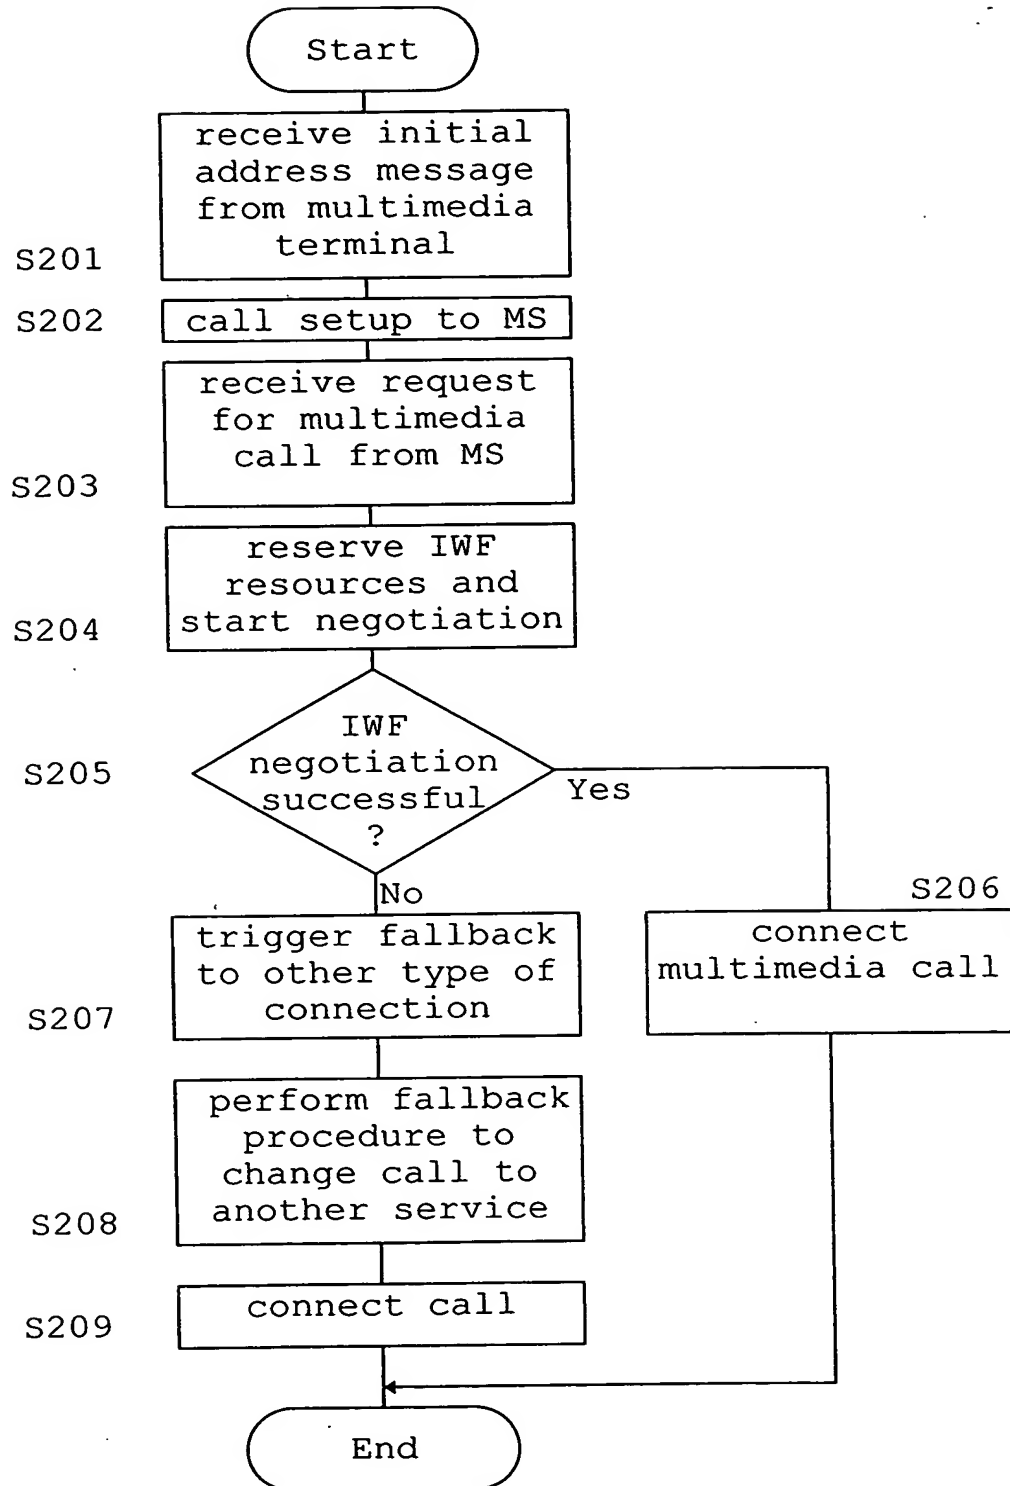 Start
receive initial
address message
from multimedia
terminal
S201
S202
call setup to MS
receive request
for multimedia
call from MS
S203
reserve IWF
resources and
start negotiation
S204
IWF
negotiation
successful
?
S205
Yes
No
S206
connect
multimedia call
trigger fallback
to other type of
connection
S207
perform fallback
procedure to
change call to
another service
S208
connect call
S209
End